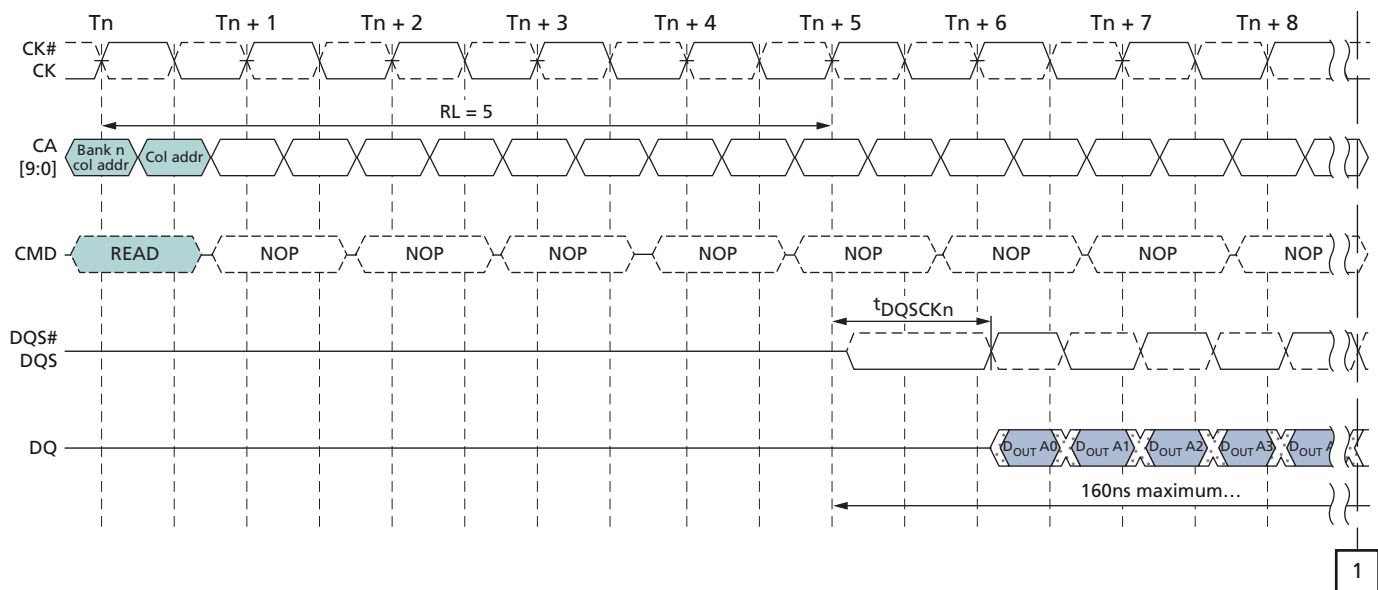 Tn Tn + 1 Tn + 2 Tn + 3 Tn + 4 Tn + 5 Tn + 6 Tn + 7 Tn + 8
CK#
CK
RL = 5
CA
[9:0]
Bank n
col addr
Col addr
CMD READ NOP NOP NOP NOP NOP NOP NOP NOP
tDQSCKn
DQS#
DQS
DQ DOUT A0 DOUT A1 DOUT A2 DOUT A3 DOUT A
160ns maximum…
1